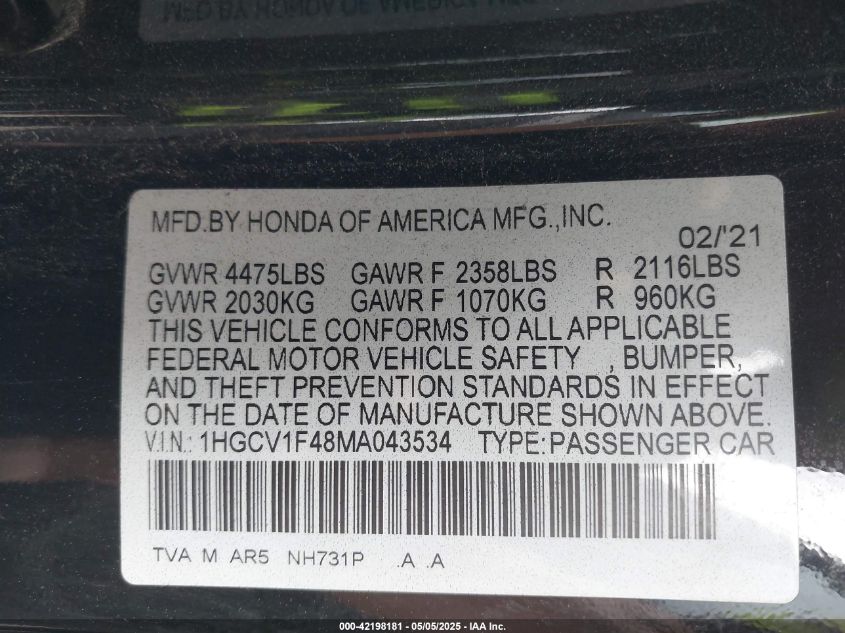 MFD.BY HONDA OF AMERICA MFG.,INC.
02/'21
GVWR 4475LBS GAWR F 2358LBS R 2116LBS
GVWR 2030KG GAWR F 1070KG R 960KG
THIS VEHICLE CONFORMS TO ALL APPLICABLE
FEDERAL MOTOR VEHICLE SAFETY , BUMPER,
AND THEFT PREVENTION STANDARDS IN EFFECT
ON THE DATE OF MANUFACTURE SHOWN ABOVE.
V.I.N.: 1HGCV1F48MA043534 TYPE:PASSENGER CAR
TVA M AR5 NH731P .A .A
000-42198181 - 05/05/2025 - IAA Inc.